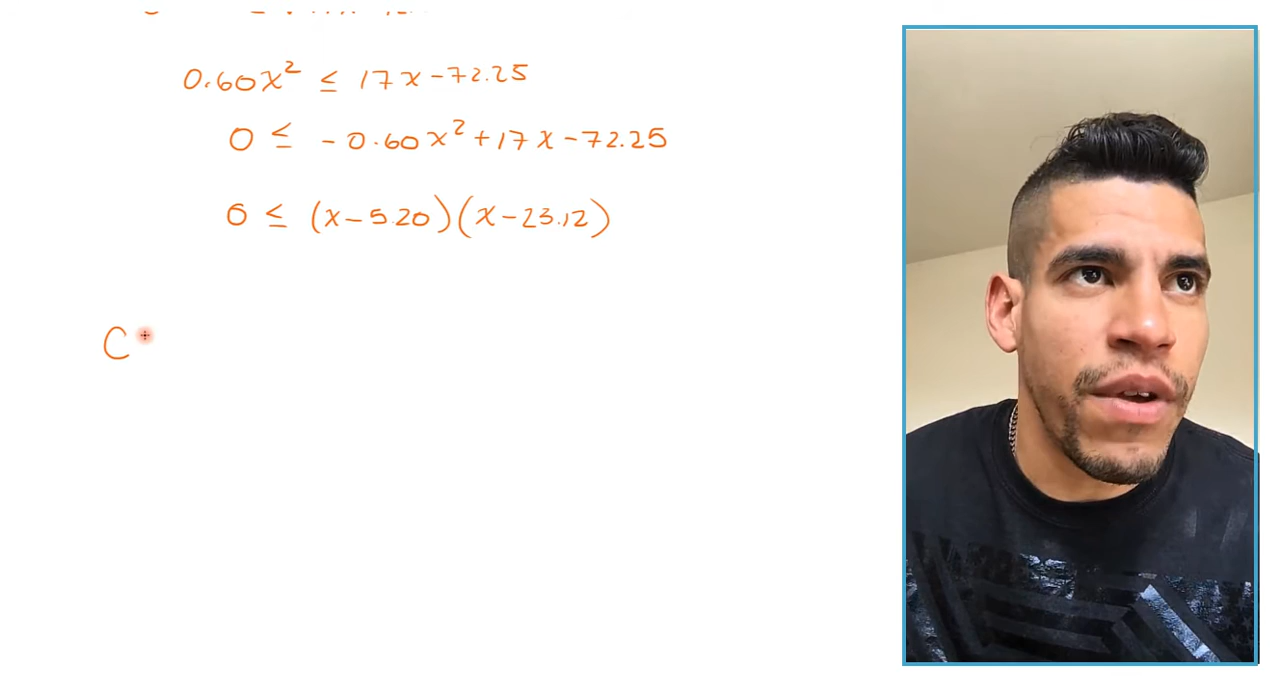 0.60x² ≤ 17x - 72.25
0 ≤ -0.60x² + 17x - 72.25
0 ≤ (x - 5.20)(x - 23.12)
C